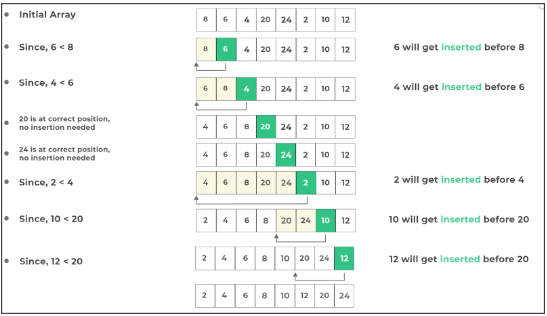 Initial Array
8 6 4 20 24 2 10 12
Since, 6 < 8
8 6 4 20 24 2 10 12
6 will get inserted before 8
Since, 4 < 6
6 8 4 20 24 2 10 12
4 will get inserted before 6
20 is at correct position,
no insertion needed
4 6 8 20 24 2 10 12
24 is at correct position,
no insertion needed
4 6 8 20 24 2 10 12
Since, 2 < 4
4 6 8 20 24 2 10 12
2 will get inserted before 4
Since, 10 < 20
2 4 6 8 20 24 10 12
10 will get inserted before 20
Since, 12 < 20
2 4 6 8 10 20 24 12
12 will get inserted before 20
2 4 6 8 10 12 20 24